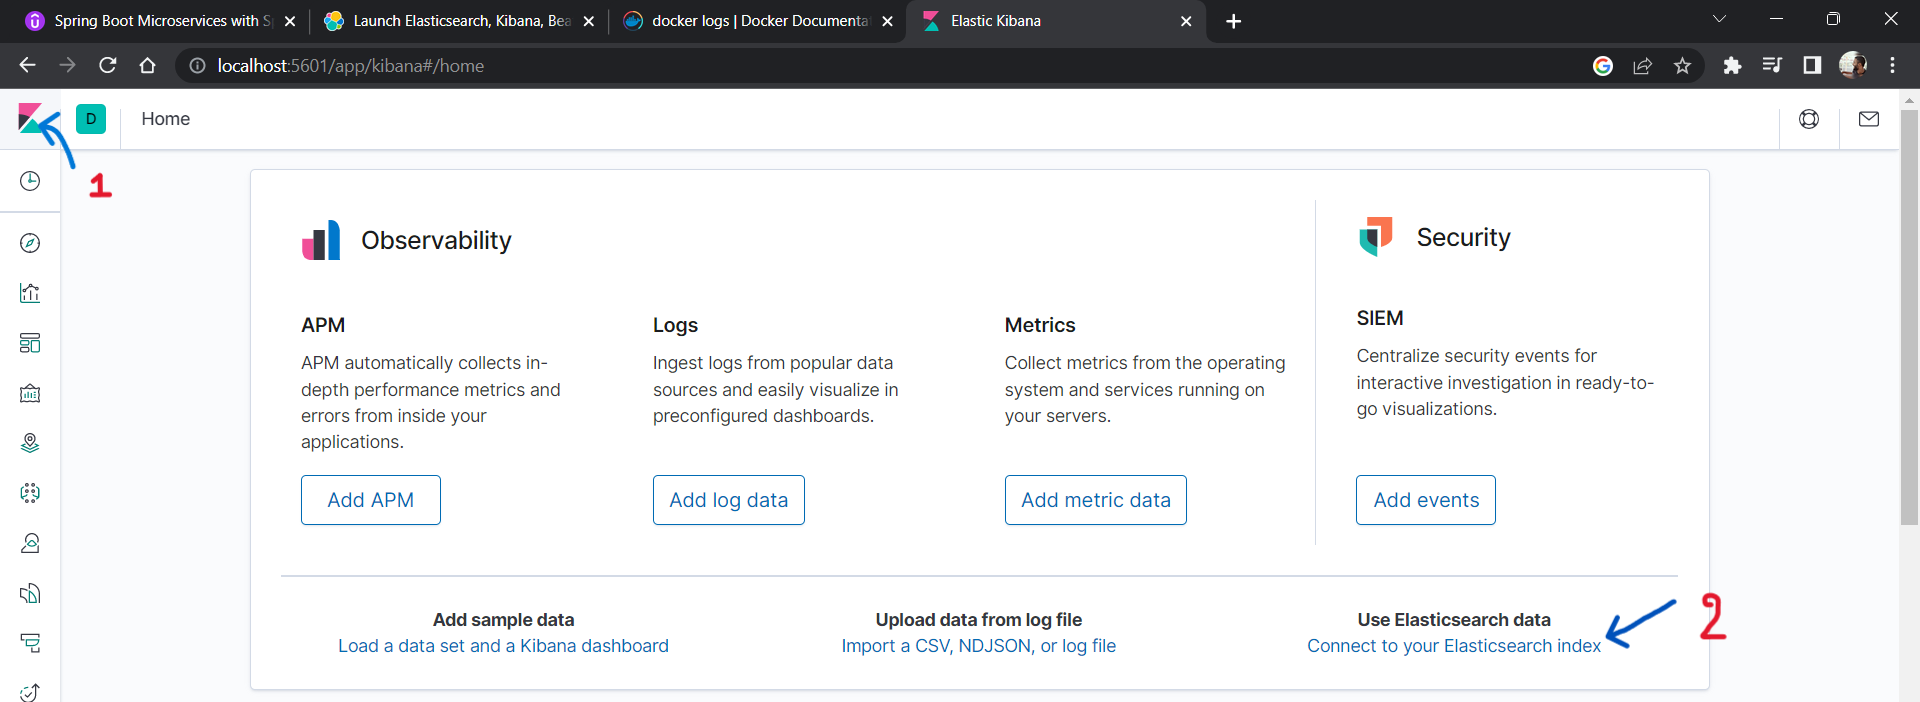 Spring Boot Microservices with S
Launch Elasticsearch, Kibana, Bea
docker logs | Docker Documenta
Elastic Kibana
localhost:5601/app/kibana#/home
D
Home
1
Observability
Security
APM
APM automatically collects in-
depth performance metrics and
errors from inside your
applications.
Add APM
Logs
Ingest logs from popular data
sources and easily visualize in
preconfigured dashboards.
Add log data
Metrics
Collect metrics from the operating
system and services running on
your servers.
Add metric data
SIEM
Centralize security events for
interactive investigation in ready-to-
go visualizations.
Add events
Add sample data
Load a data set and a Kibana dashboard
Upload data from log file
Import a CSV, NDJSON, or log file
Use Elasticsearch data
Connect to your Elasticsearch index
2